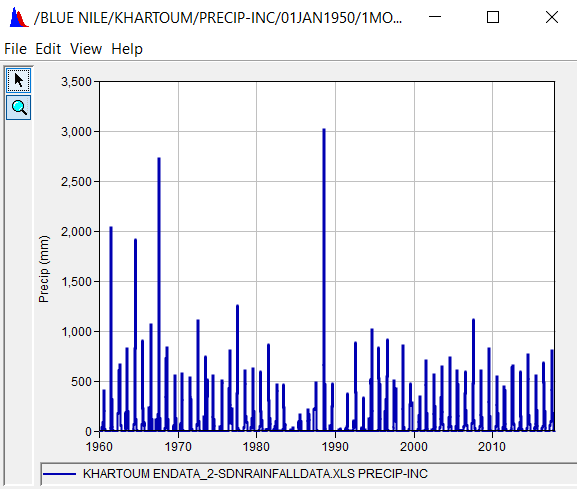 /BLUE NILE/KHARTOUM/PRECIP-INC/01JAN1950/1MO...
File Edit View Help
3,500
3,000
2,500
2,000
1,500
1,000
500
0
Precip (mm)
1960 1970 1980 1990 2000 2010
KHARTOUM ENDATA_2-SDNRAINFALLDATA.XLS PRECIP-INC